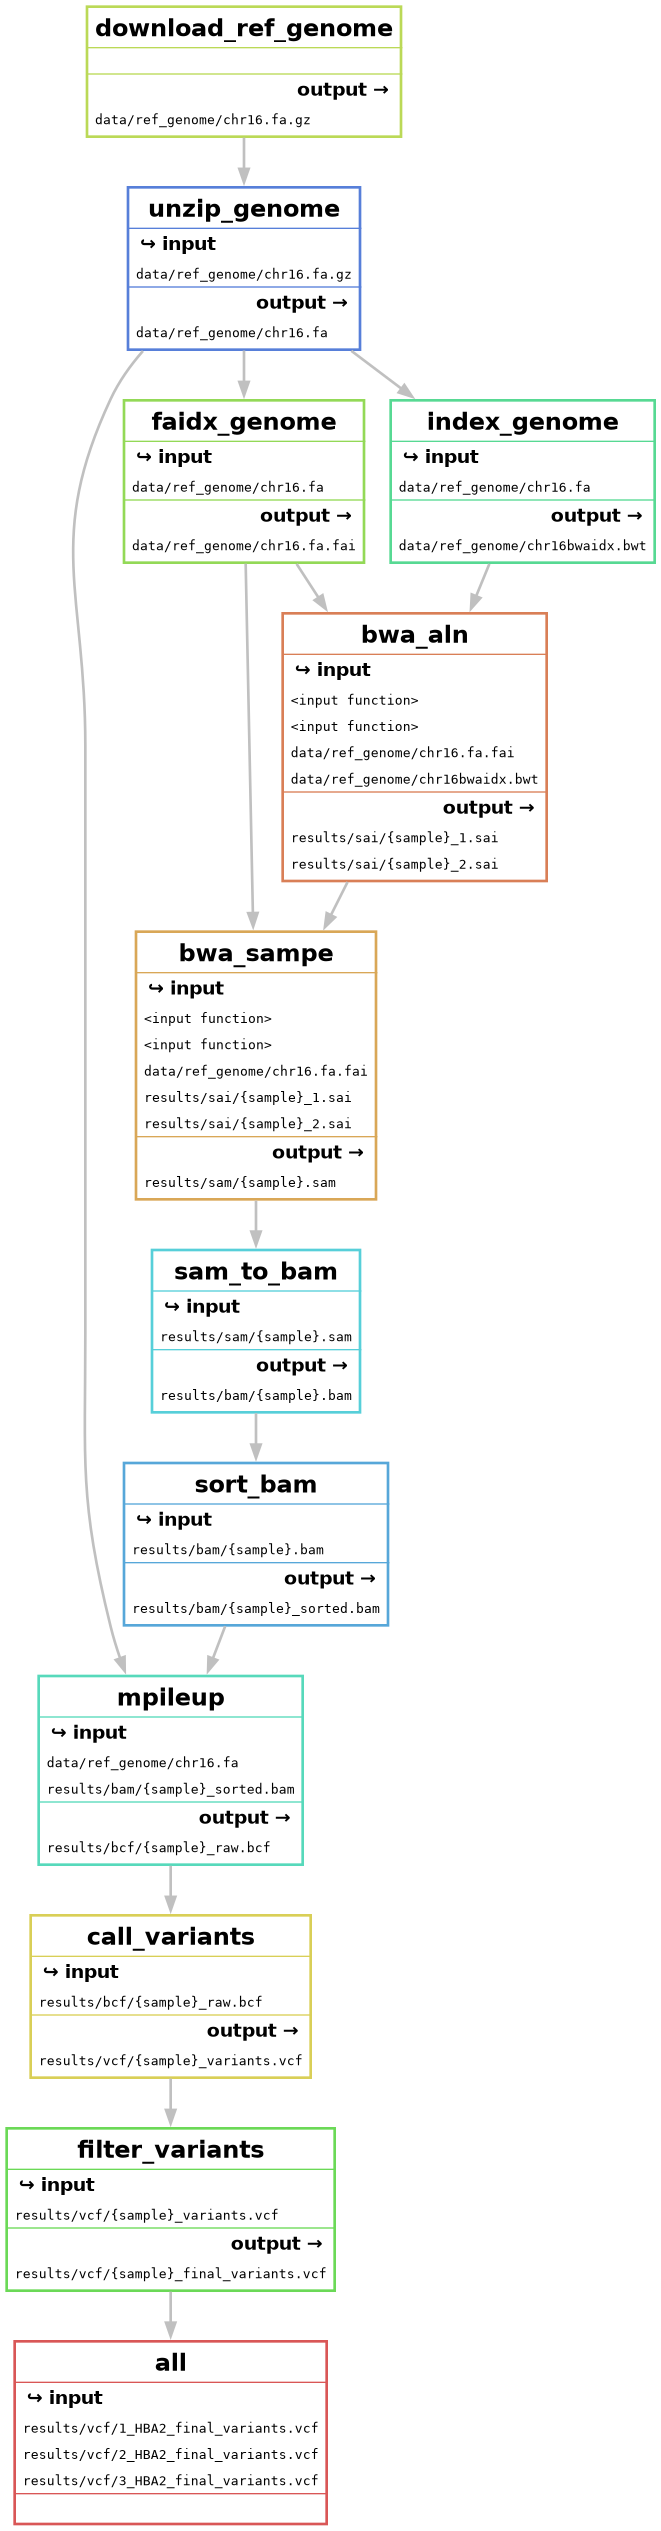 download_ref_genome
output →
data/ref_genome/chr16.fa.gz
unzip_genome
↪ input
data/ref_genome/chr16.fa.gz
output →
data/ref_genome/chr16.fa
faidx_genome
↪ input
data/ref_genome/chr16.fa
output →
data/ref_genome/chr16.fa.fai
index_genome
↪ input
data/ref_genome/chr16.fa
output →
data/ref_genome/chr16bwaidx.bwt
bwa_aln
↪ input
<input function>
<input function>
data/ref_genome/chr16.fa.fai
data/ref_genome/chr16bwaidx.bwt
output →
results/sai/{sample}_1.sai
results/sai/{sample}_2.sai
bwa_sampe
↪ input
<input function>
<input function>
data/ref_genome/chr16.fa.fai
results/sai/{sample}_1.sai
results/sai/{sample}_2.sai
output →
results/sam/{sample}.sam
sam_to_bam
↪ input
results/sam/{sample}.sam
output →
results/bam/{sample}.bam
sort_bam
↪ input
results/bam/{sample}.bam
output →
results/bam/{sample}_sorted.bam
mpileup
↪ input
data/ref_genome/chr16.fa
results/bam/{sample}_sorted.bam
output →
results/bcf/{sample}_raw.bcf
call_variants
↪ input
results/bcf/{sample}_raw.bcf
output →
results/vcf/{sample}_variants.vcf
filter_variants
↪ input
results/vcf/{sample}_variants.vcf
output →
results/vcf/{sample}_final_variants.vcf
all
↪ input
results/vcf/1_HBA2_final_variants.vcf
results/vcf/2_HBA2_final_variants.vcf
results/vcf/3_HBA2_final_variants.vcf